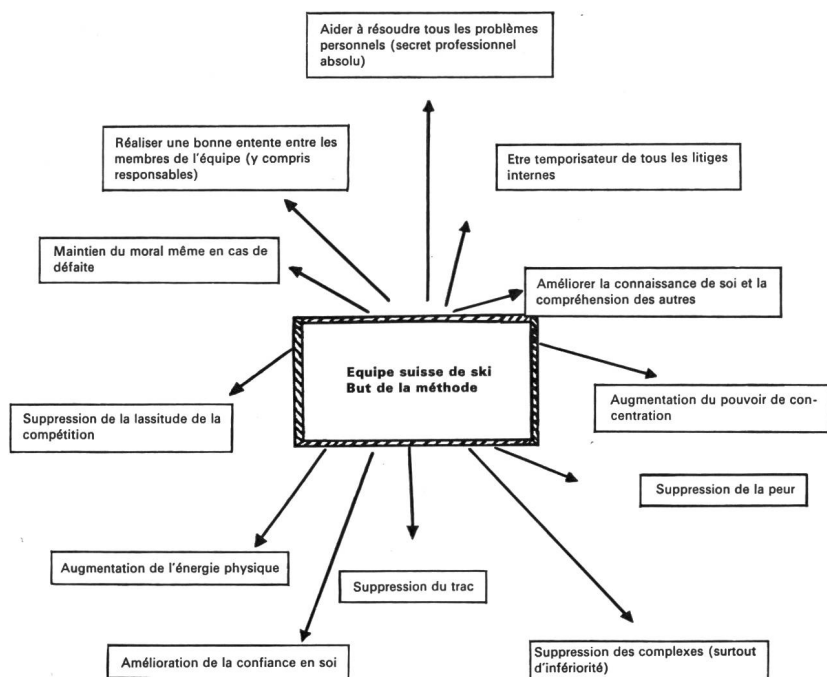 Aider à résoudre tous les problèmes
personnels (secret professionnel
absolu)
Réaliser une bonne entente entre les
membres de l'équipe (y compris
responsables)
Etre temporisateur de tous les litiges
internes
Maintien du moral même en cas de
défaite
Améliorer la connaissance de soi et la
compréhension des autres
Equipe suisse de ski
But de la méthode
Suppression de la lassitude de la
compétition
Augmentation du pouvoir de con-
centration
Suppression de la peur
Augmentation de l'énergie physique
Suppression du trac
Amélioration de la confiance en soi
Suppression des complexes (surtout
d'infériorité)